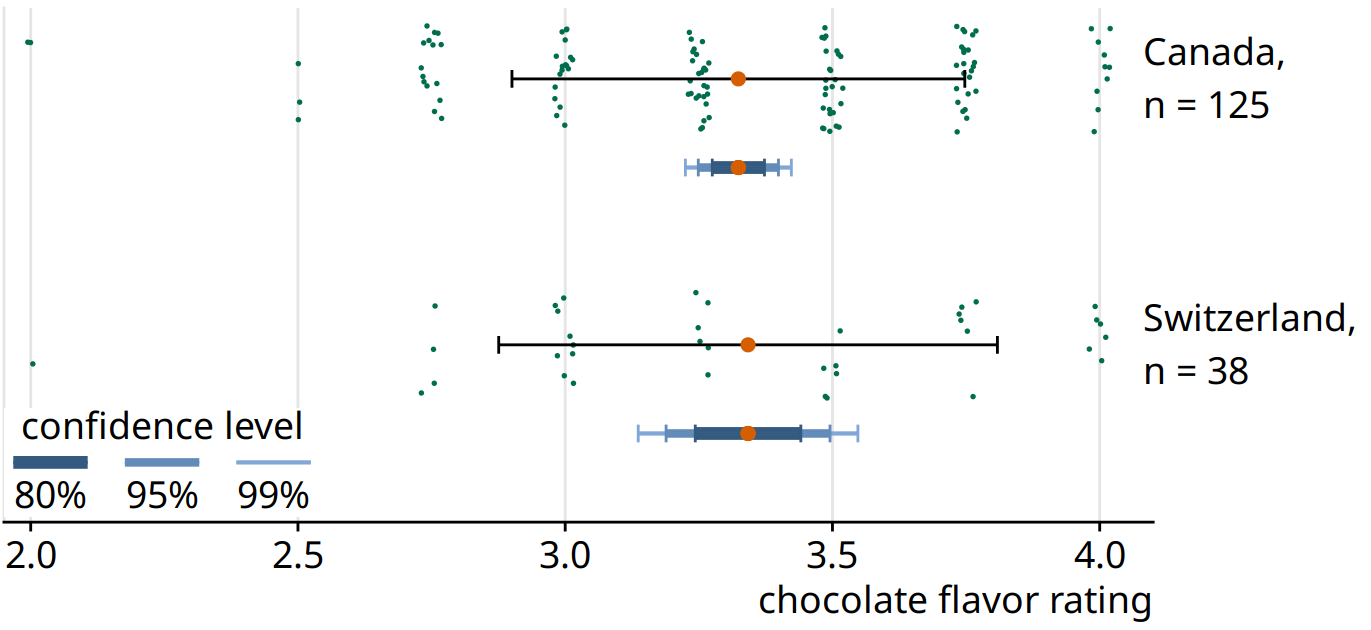 Canada,
n = 125
Switzerland,
n = 38
confidence level
80% 95% 99%
2.0 2.5 3.0 3.5 4.0
chocolate flavor rating